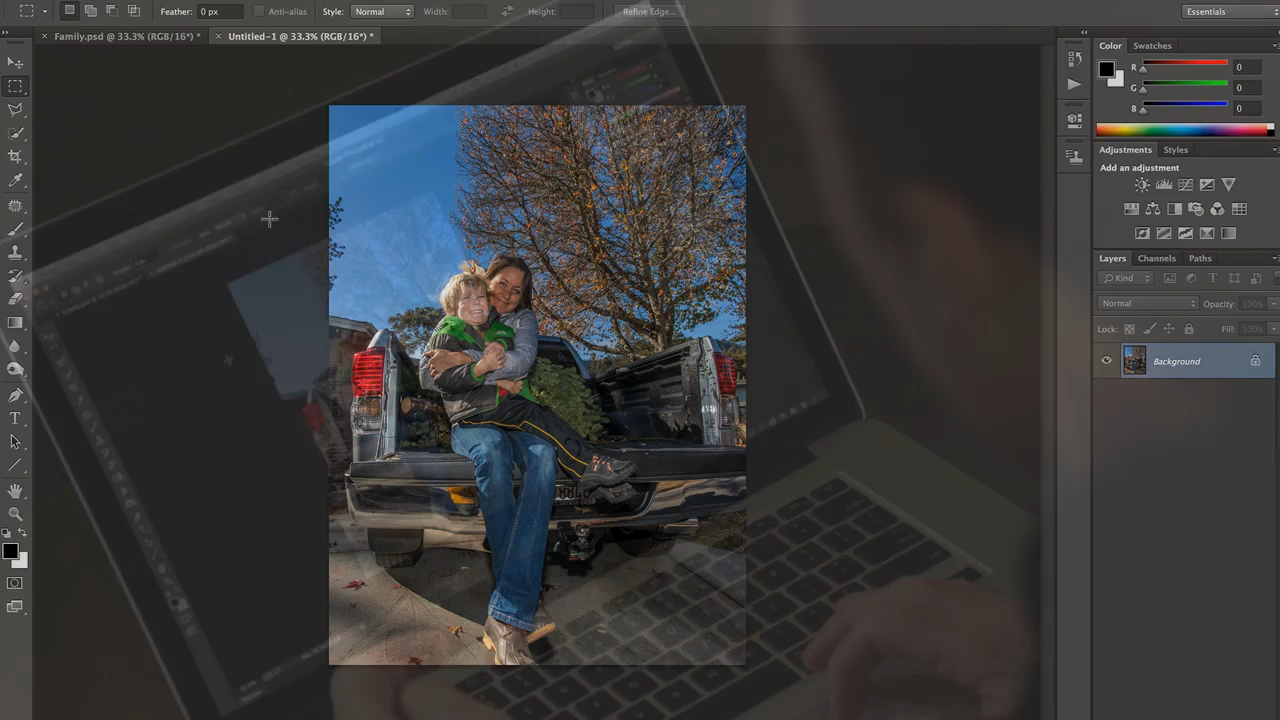 Feather: 0 px Anti-alias Style: Normal Width: Height: Refine Edge... Essentials
× Family.psd @ 33.3% (RGB/16*) * × Untitled-1 @ 33.3% (RGB/16*) *
Color Swatches
R 0
G 0
B 0
Adjustments Styles
Add an adjustment
Layers Channels Paths
Kind T
Normal Opacity: 100%
Lock: Fill: 100%
Background
T